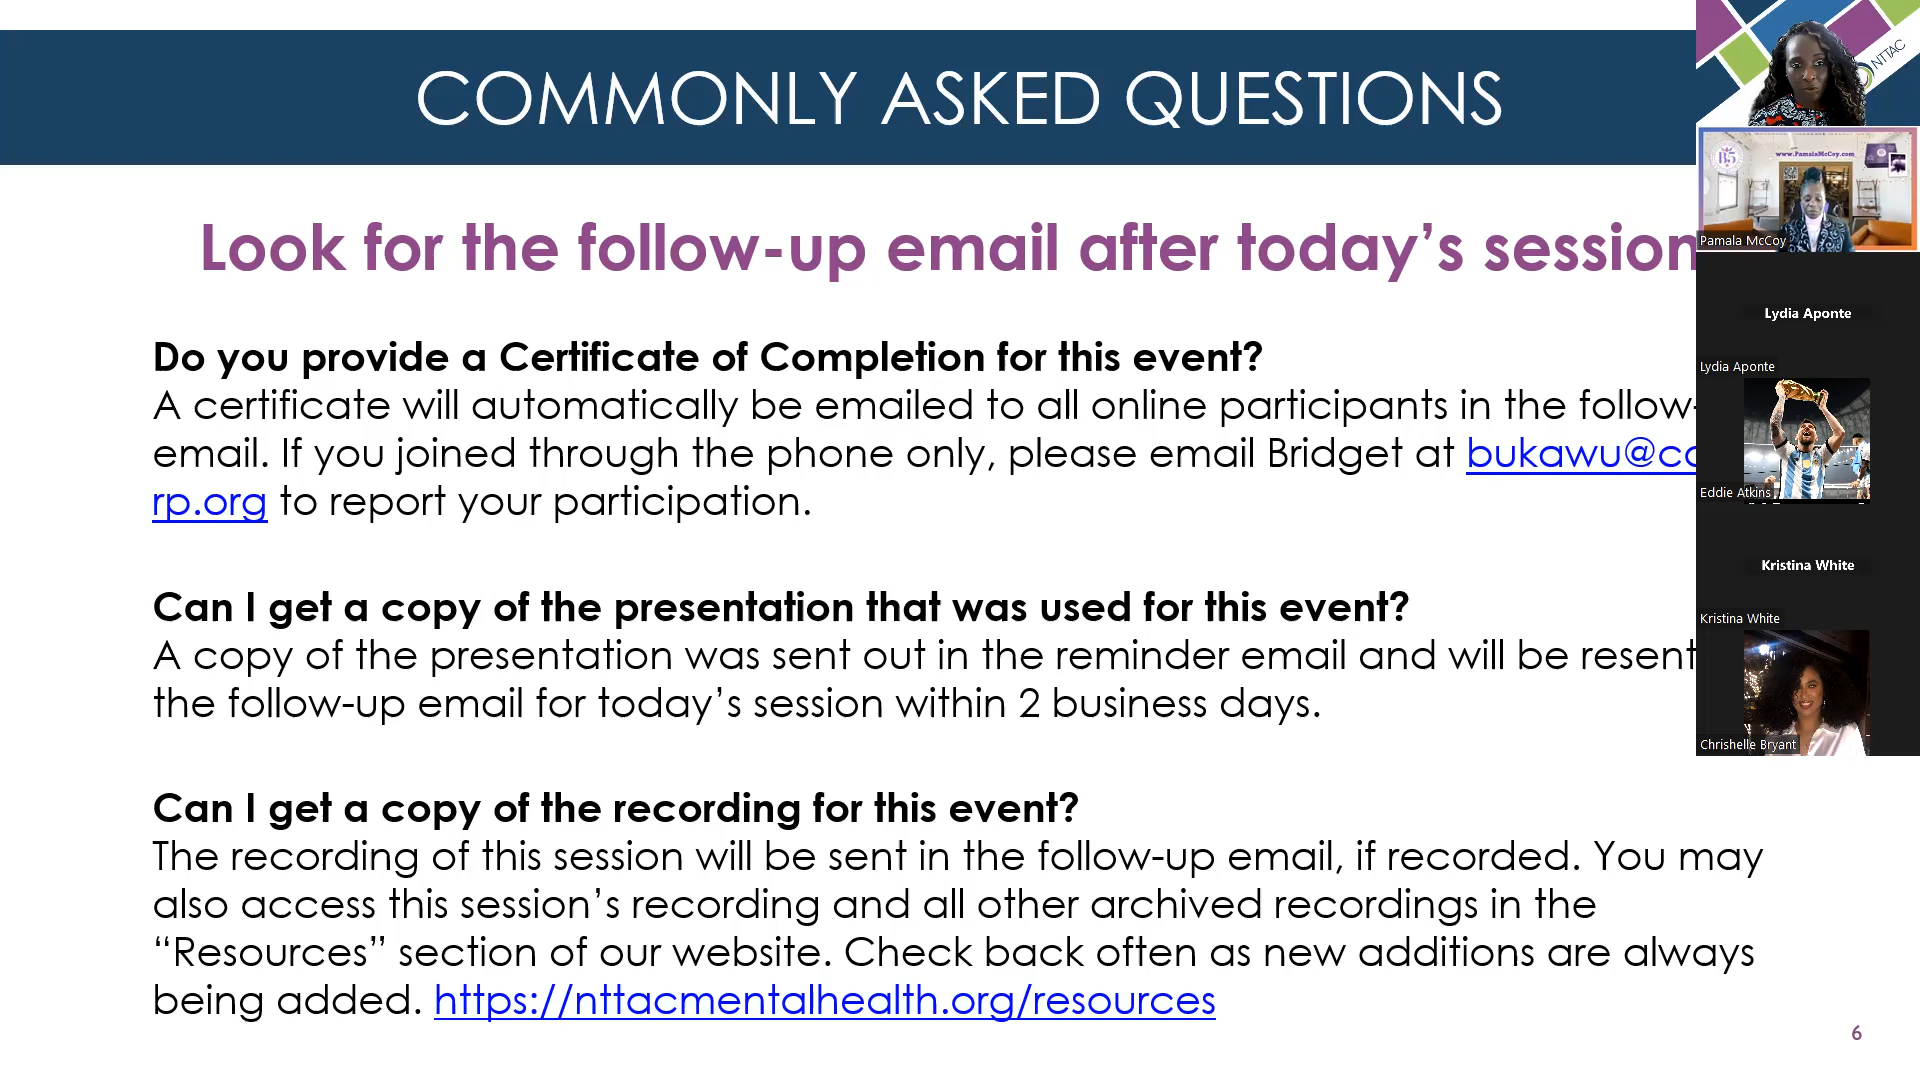 COMMONLY ASKED QUESTIONS
Look for the follow-up email after today's session
Do you provide a Certificate of Completion for this event?
A certificate will automatically be emailed to all online participants in the follow-
email. If you joined through the phone only, please email Bridget at bukawu@c
rp.org to report your participation.
Can I get a copy of the presentation that was used for this event?
A copy of the presentation was sent out in the reminder email and will be resent
the follow-up email for today's session within 2 business days.
Can I get a copy of the recording for this event?
The recording of this session will be sent in the follow-up email, if recorded. You may
also access this session's recording and all other archived recordings in the
“Resources” section of our website. Check back often as new additions are always
being added. https://nttacmentalhealth.org/resources
6
NTTAC
B5
www.PamalaMcCoy.com
Pamala McCoy
Lydia Aponte
Lydia Aponte
Eddie Atkins
Kristina White
Kristina White
Chrishelle Bryant